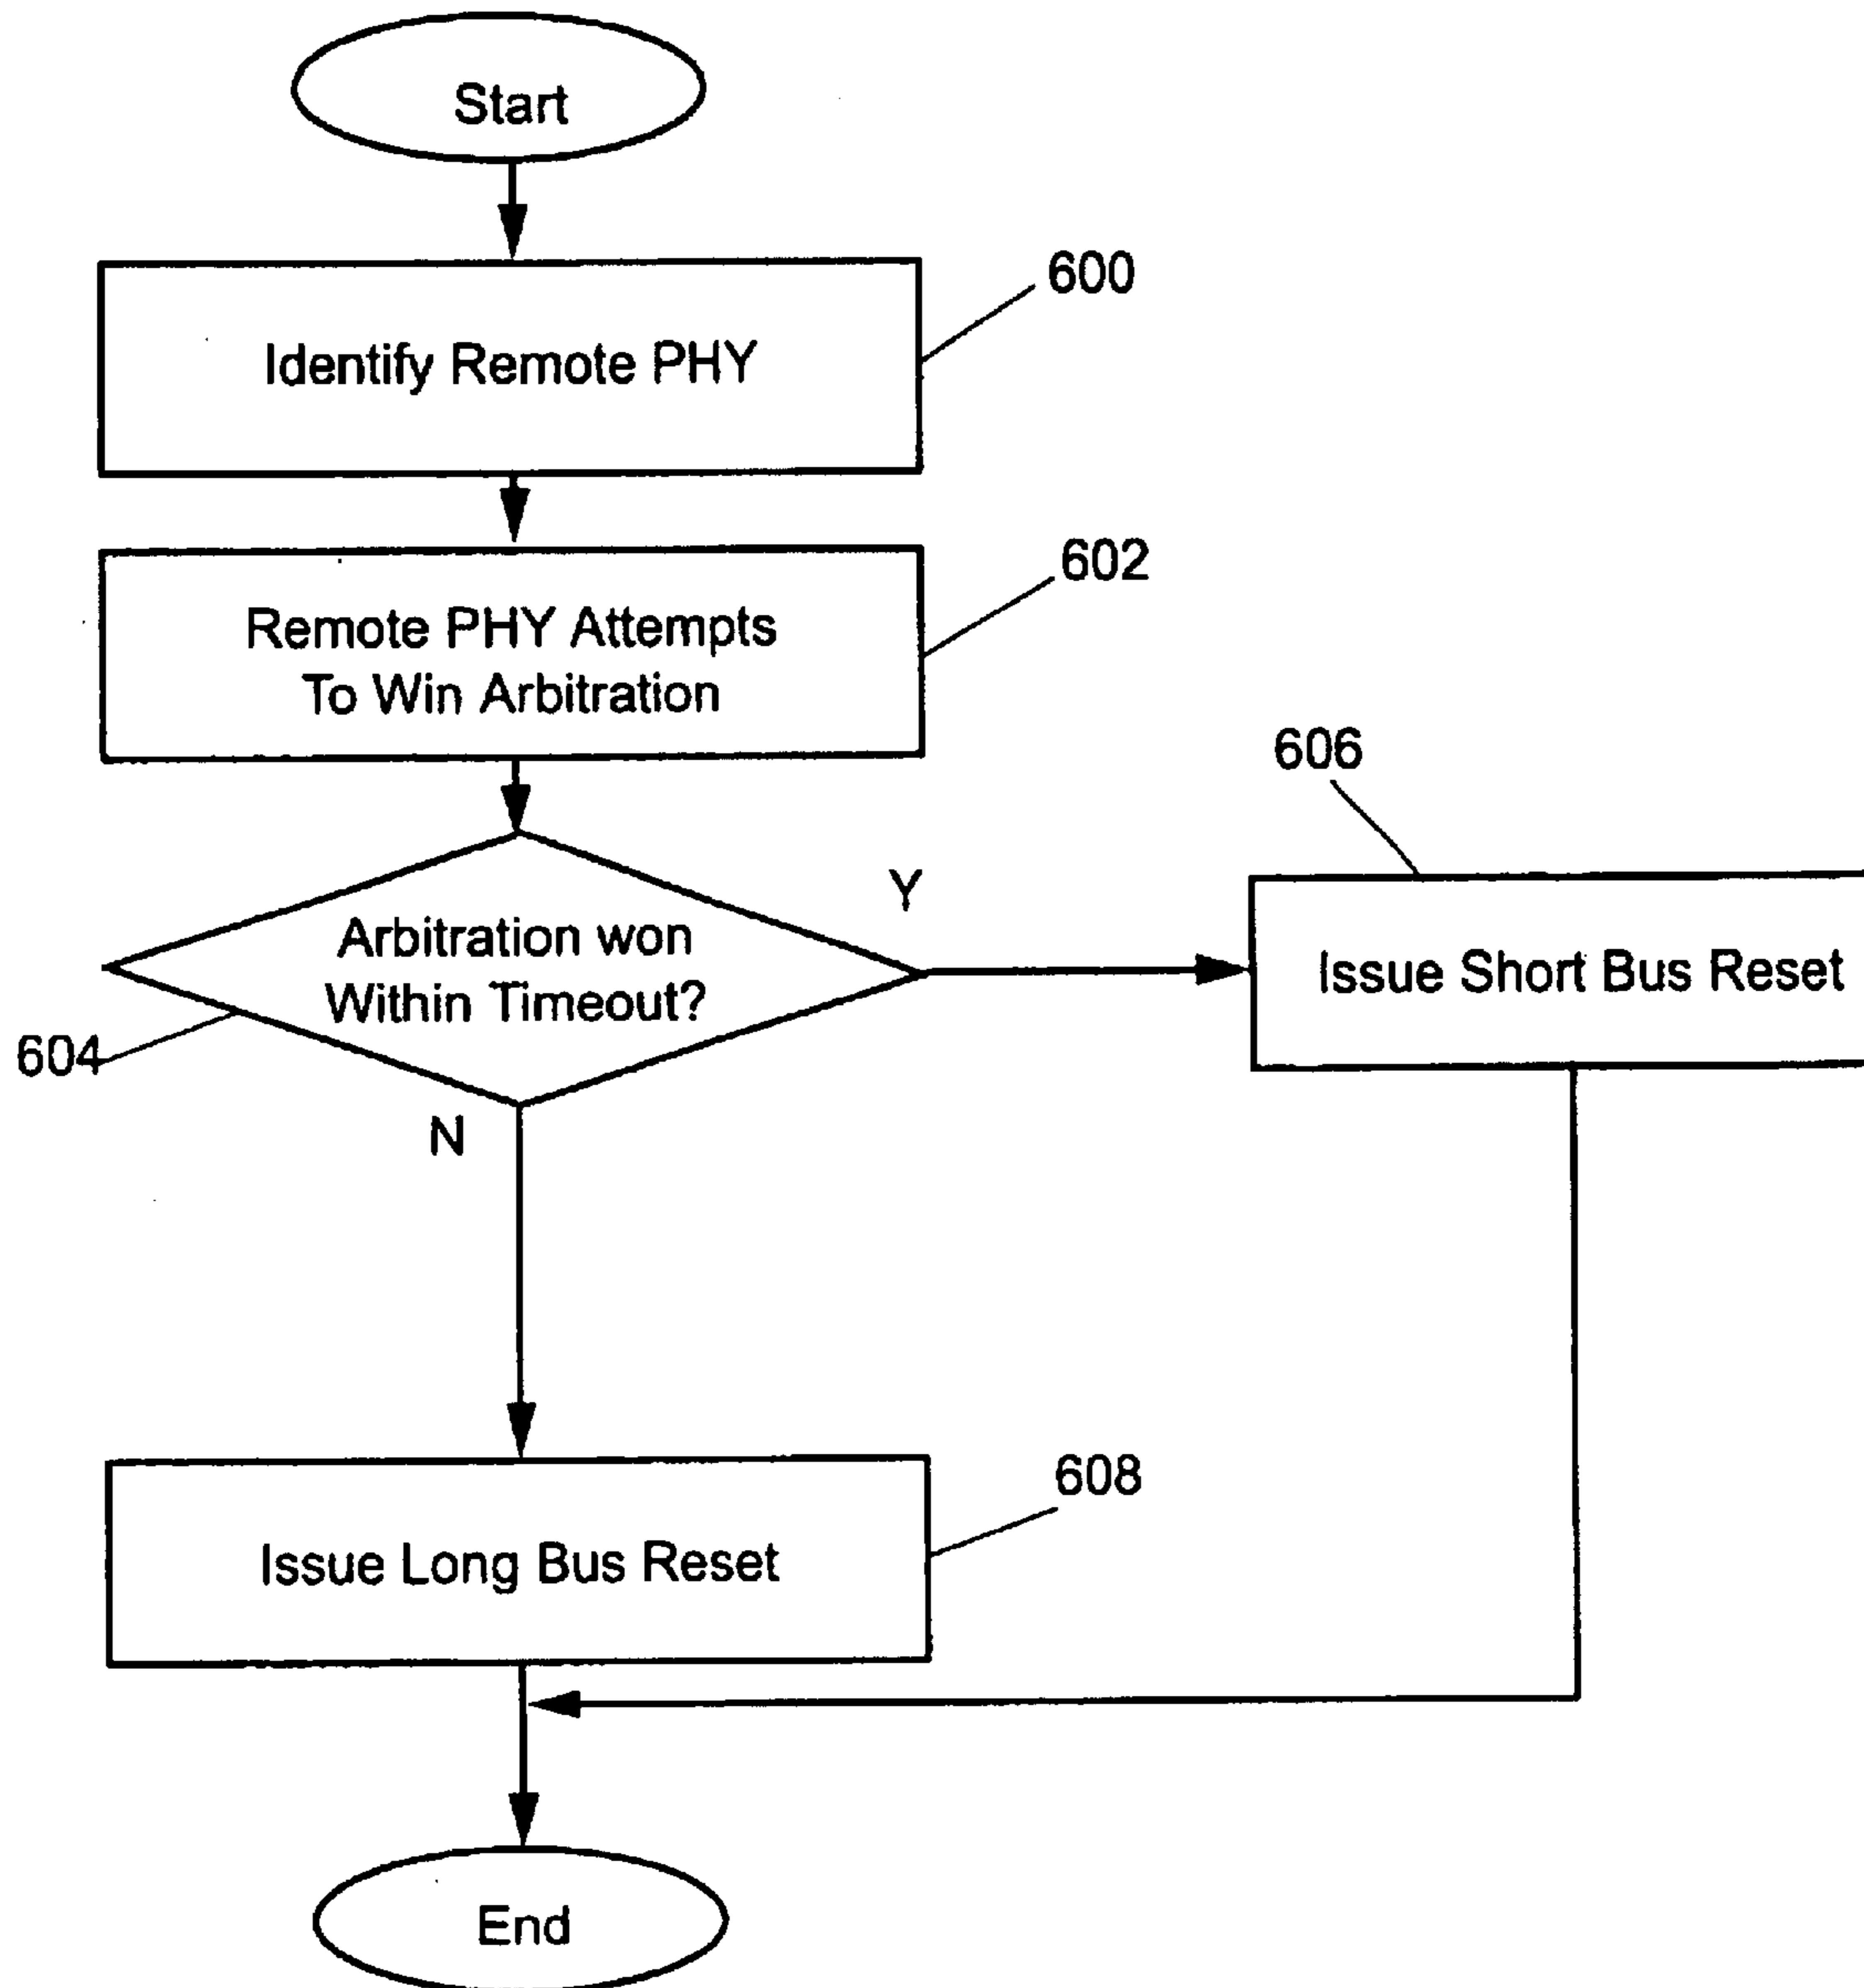 Start
Identify Remote PHY
600
Remote PHY Attempts
To Win Arbitration
602
Arbitration won
Within Timeout?
604
Y
N
606
Issue Short Bus Reset
Issue Long Bus Reset
608
End